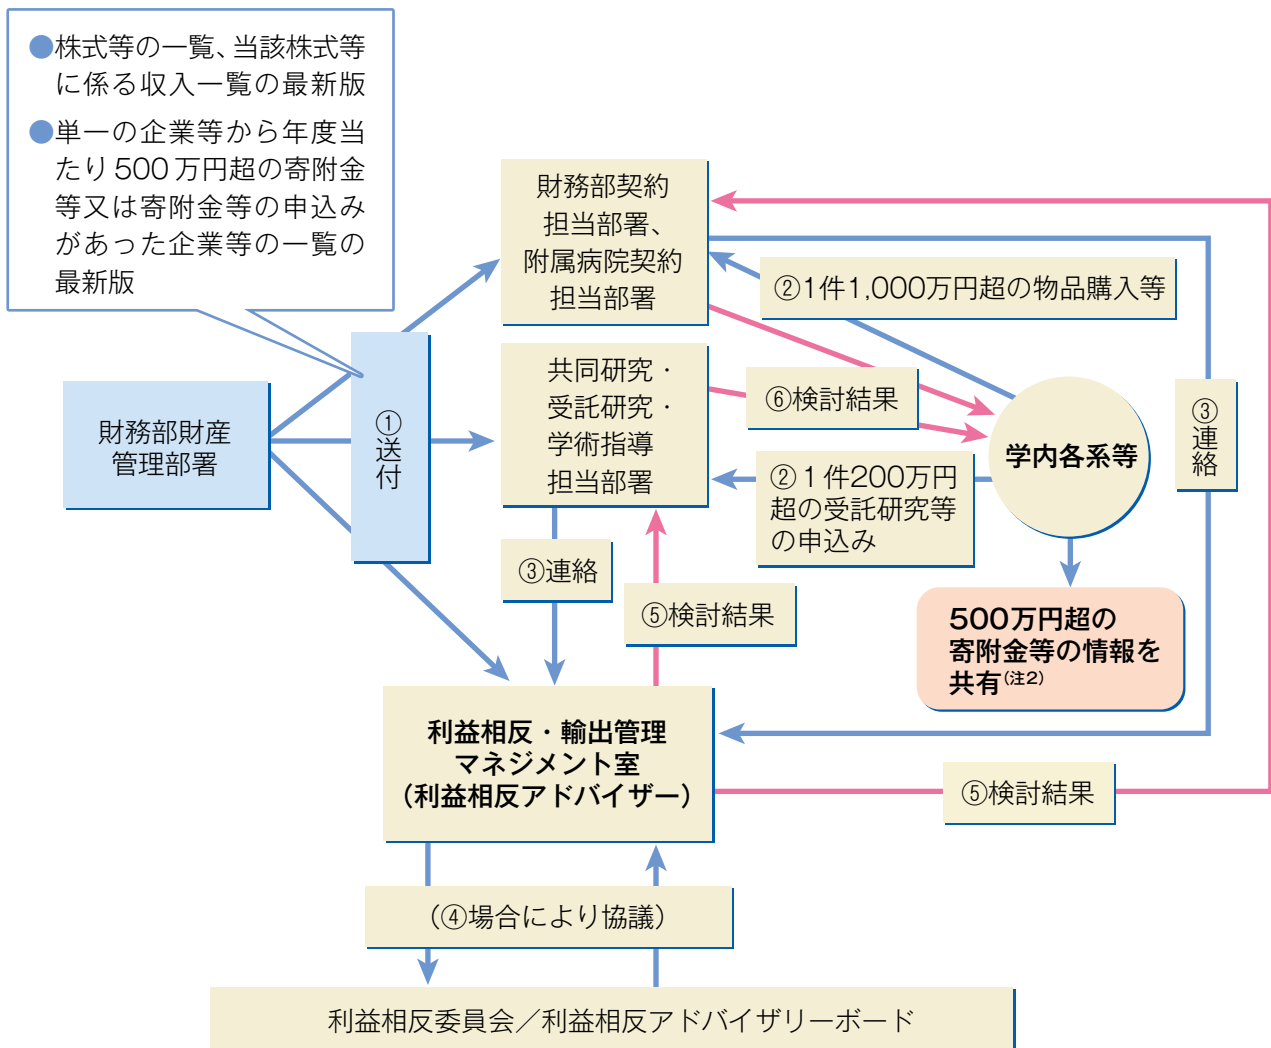 ●株式等の一覧、当該株式等
に係る収入一覧の最新版
●単一の企業等から年度当
たり500万円超の寄附金
等又は寄附金等の申込み
があった企業等の一覧の
最新版
財務部契約
担当部署、
附属病院契約
担当部署
②1件1,000万円超の物品購入等
財務部財産
管理部署
①送付
共同研究・
受託研究・
学術指導
担当部署
⑥検討結果
学内各系等
③連絡
②1件200万円
超の受託研究等
の申込み
③連絡
⑤検討結果
500万円超の
寄附金等の情報を
共有(注2)
利益相反・輸出管理
マネジメント室
(利益相反アドバイザー)
⑤検討結果
(④場合により協議)
利益相反委員会/利益相反アドバイザリーボード